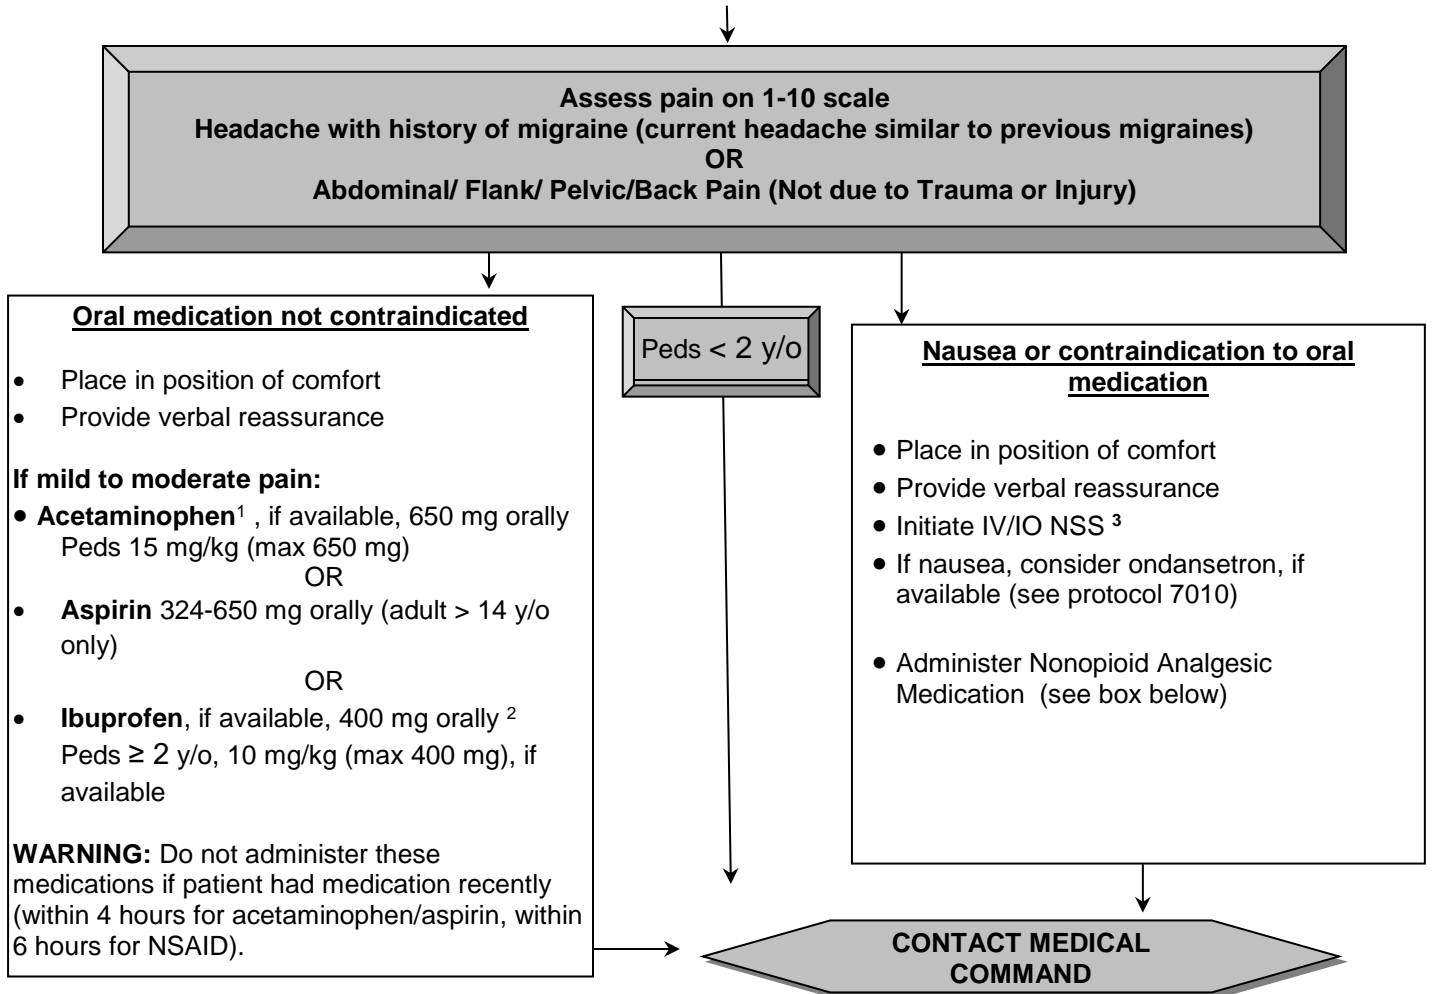 Assess pain on 1-10 scale
Headache with history of migraine (current headache similar to previous migraines)
OR
Abdominal/ Flank/ Pelvic/Back Pain (Not due to Trauma or Injury)
Oral medication not contraindicated
• Place in position of comfort
• Provide verbal reassurance
If mild to moderate pain:
• Acetaminophen¹ , if available, 650 mg orally
Peds 15 mg/kg (max 650 mg)
OR
• Aspirin 324-650 mg orally (adult > 14 y/o
only)
OR
• Ibuprofen, if available, 400 mg orally ²
Peds ≥ 2 y/o, 10 mg/kg (max 400 mg), if
available
WARNING: Do not administer these
medications if patient had medication recently
(within 4 hours for acetaminophen/aspirin, within
6 hours for NSAID).
Peds < 2 y/o
Nausea or contraindication to oral
medication
• Place in position of comfort
• Provide verbal reassurance
• Initiate IV/IO NSS ³
• If nausea, consider ondansetron, if
available (see protocol 7010)
• Administer Nonopioid Analgesic
Medication (see box below)
CONTACT MEDICAL
COMMAND